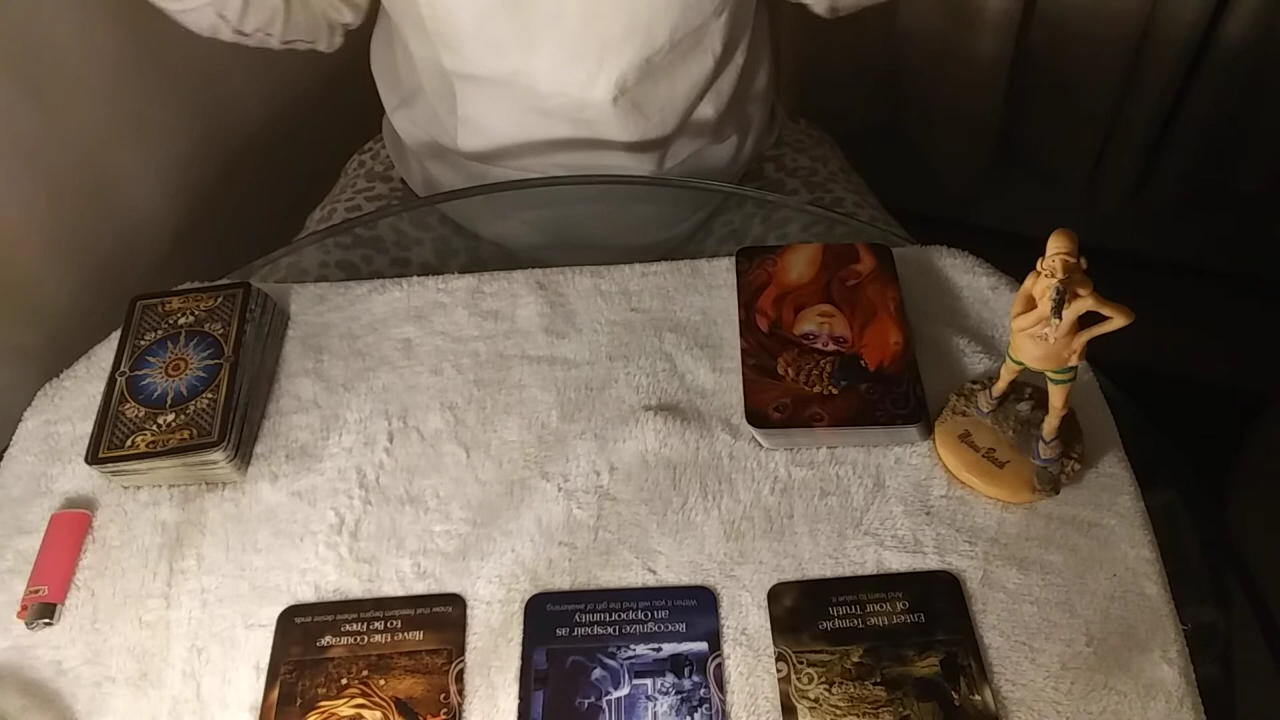 Miami Beach
Have the Courage
to Be Free
Know that freedom begins where desire ends.
Recognize Despair as
an Opportunity
Within it you will find the gift of awakening
Enter the Temple
of Your Truth
And learn to value it.